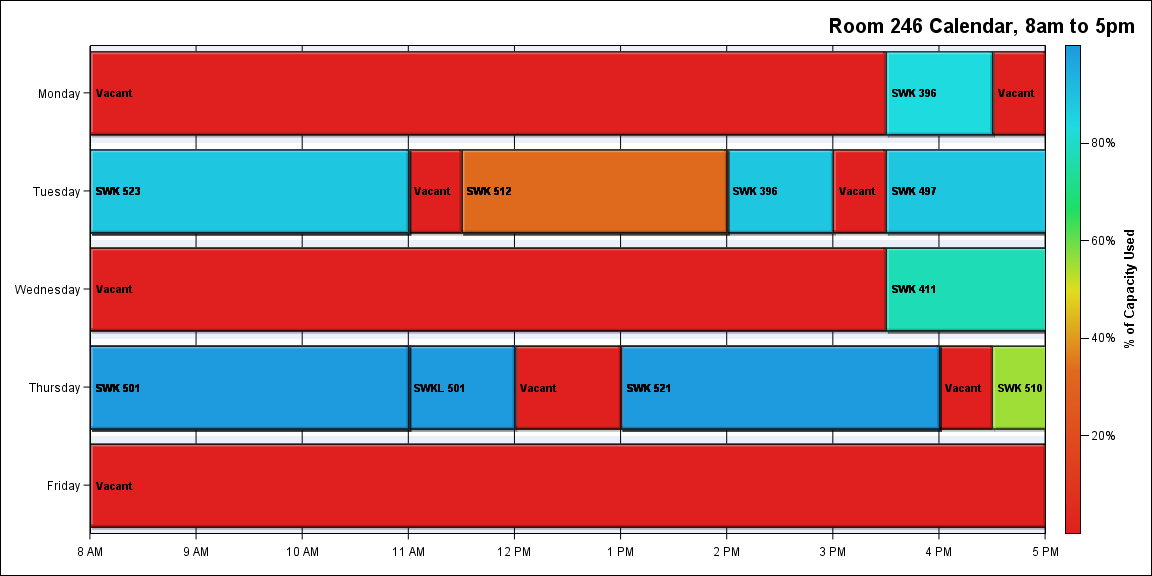 Room 246 Calendar, 8am to 5pm
Monday
Vacant
SWK 396
Vacant
80%
Tuesday
SWK 523
Vacant
SWK 512
SWK 396
Vacant
SWK 497
60%
% of Capacity Used
Wednesday
Vacant
SWK 411
40%
Thursday
SWK 501
SWKL 501
Vacant
SWK 521
Vacant
SWK 510
20%
Friday
Vacant
8 AM
9 AM
10 AM
11 AM
12 PM
1 PM
2 PM
3 PM
4 PM
5 PM